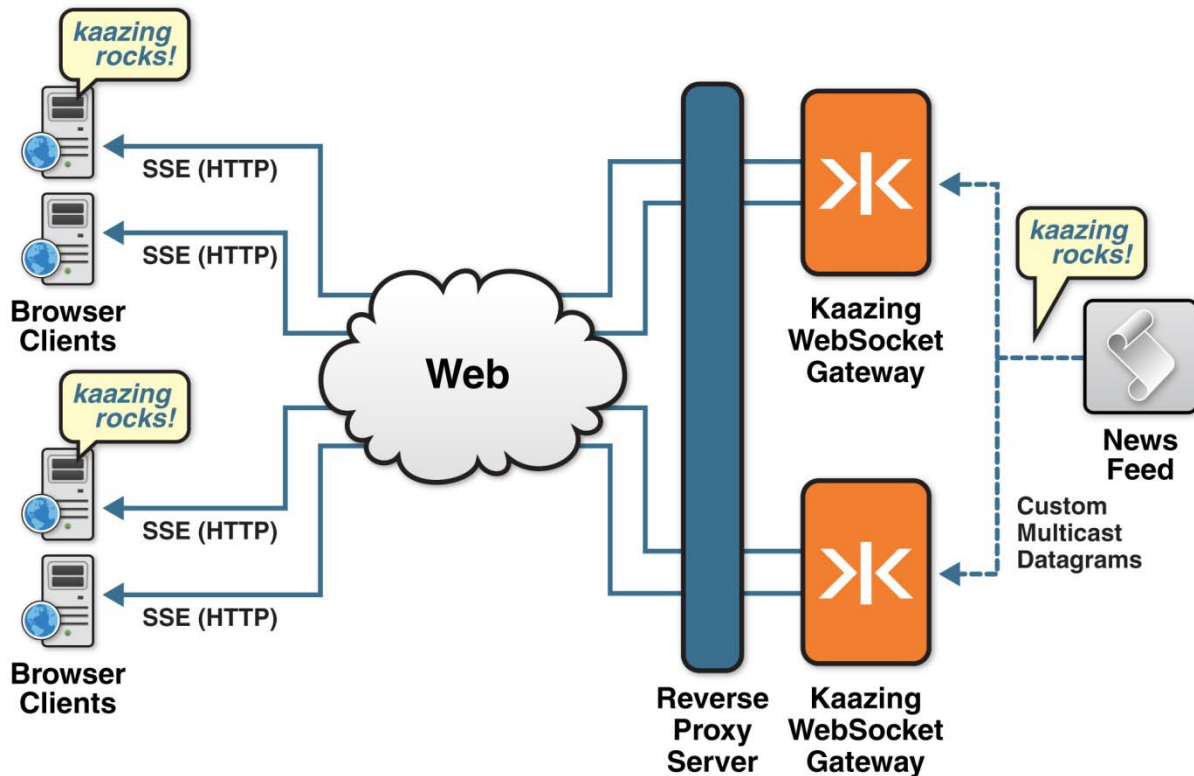 kaazing
rocks!
SSE (HTTP)
SSE (HTTP)
Browser
Clients
kaazing
rocks!
SSE (HTTP)
SSE (HTTP)
Browser
Clients
Web
Reverse
Proxy
Server
Kaazing
WebSocket
Gateway
Kaazing
WebSocket
Gateway
kaazing
rocks!
News
Feed
Custom
Multicast
Datagrams